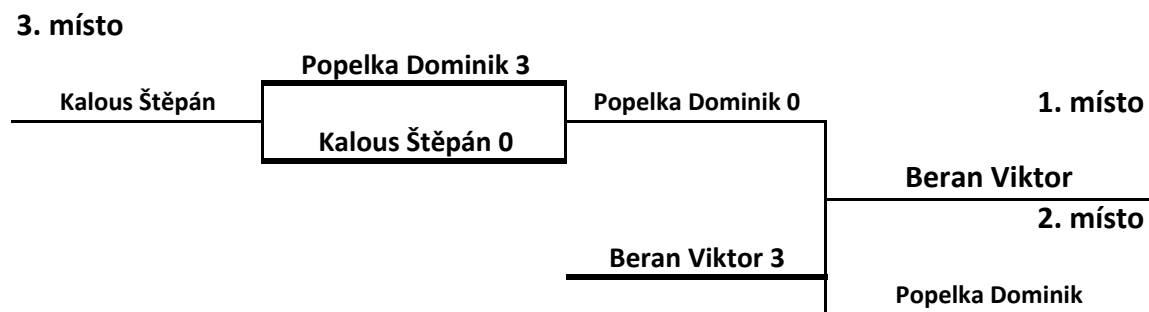 3. místo
Popelka Dominik 3
Kalous Štěpán
Popelka Dominik 0
1. místo
Kalous Štěpán 0
Beran Viktor
2. místo
Beran Viktor 3
Popelka Dominik